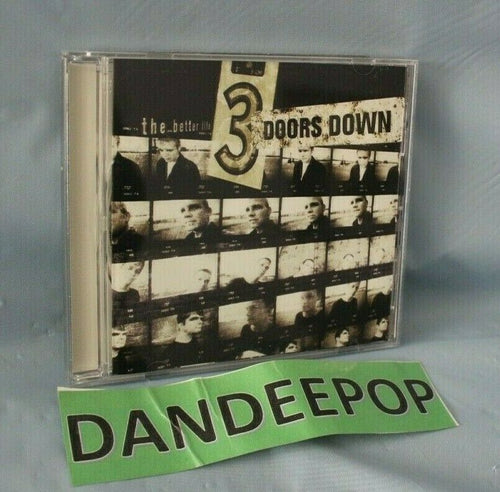 the better life
3 DOORS DOWN
DANDEEPOP